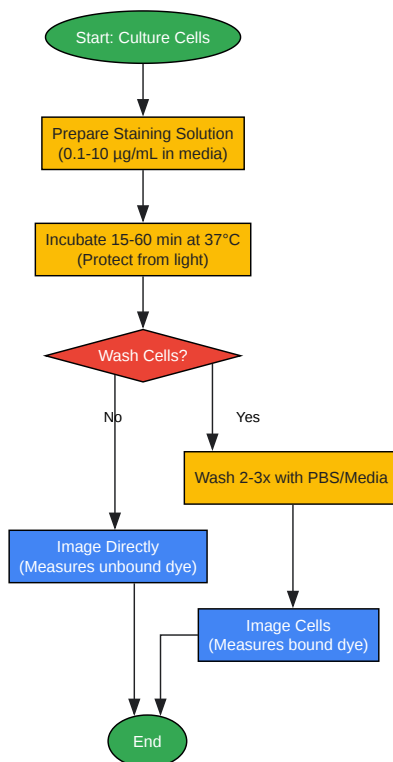 Start: Culture Cells
Prepare Staining Solution
(0.1-10 µg/mL in media)
Incubate 15-60 min at 37°C
(Protect from light)
Wash Cells?
No
Yes
Wash 2-3x with PBS/Media
Image Directly
(Measures unbound dye)
Image Cells
(Measures bound dye)
End